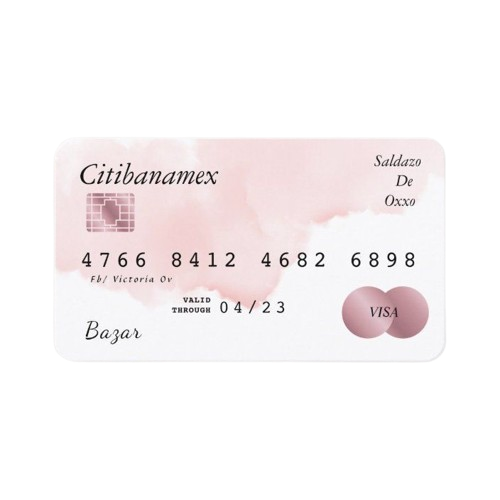 Citibanamex
Saldazo
De
Oxxo
4766 8412 4682 6898
Fb/ Victoria Ov
VALID
THROUGH 04/23
Bazar
VISA